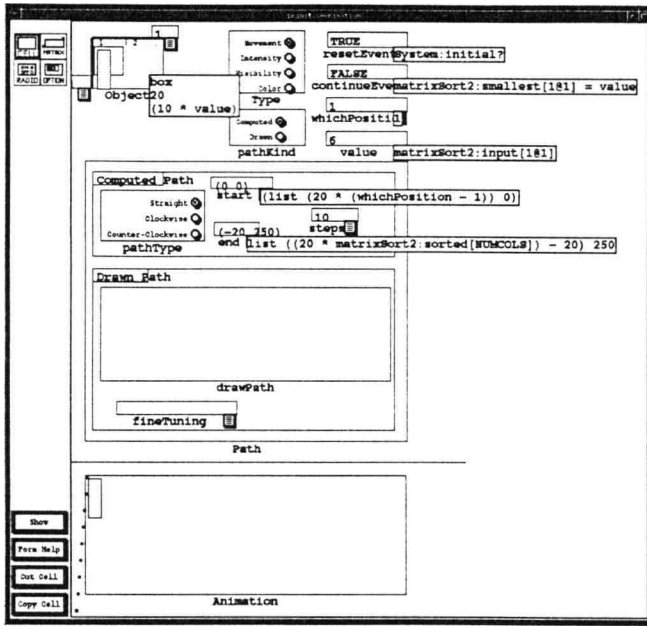 CELL MATRIX
RADIO OPTION
1
1 2
Object
box
20
(10 * value)
Movement
Intensity
Visibility
Color
Type
Computed
Drawn
pathKind
TRUE
resetEvent
System:initial?
FALSE
continueEve
matrixSort2:smallest[1@1] = value
1
whichPositi
1
6
value
matrixSort2:input[1@1]
Computed Path
Straight
Clockwise
Counter-Clockwise
pathType
(0 0)
start
(list (20 * (whichPosition - 1)) 0)
10
steps
(-20 250)
end
list ((20 * matrixSort2:sorted[NUMCOLS]) - 20) 250
Drawn Path
drawPath
fineTuning
Path
Show
Form Help
Cut Cell
Copy Cell
Animation